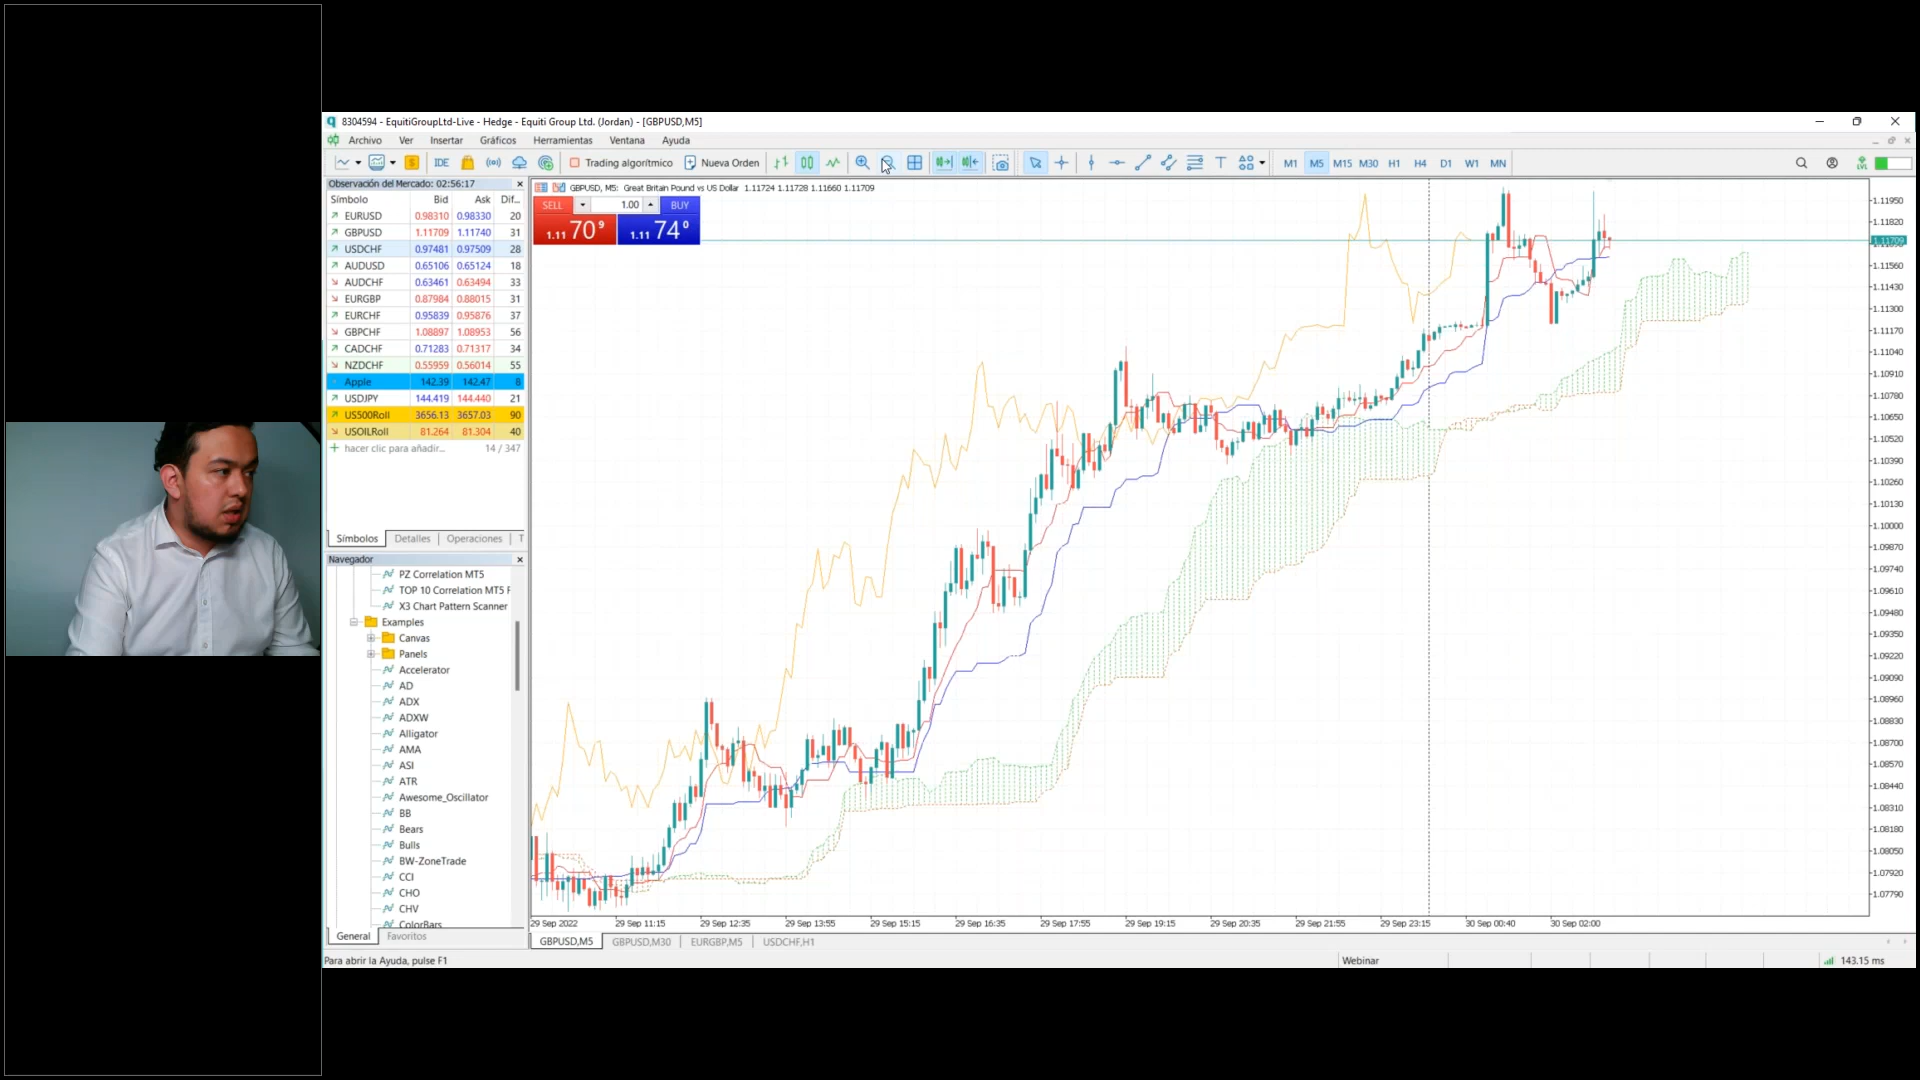 8304594 - EquitiGroupLtd-Live - Hedge - Equiti Group Ltd. (Jordan) - [GBPUSD,M5]
Archivo Ver Insertar Gráficos Herramientas Ventana Ayuda
IDE Trading algorítmico Nueva Orden T M1 M5 M15 M30 H1 H4 D1 W1 MN LVL
Observación del Mercado: 02:56:17
Símbolo Bid Ask Dif...
EURUSD 0.98310 0.98330 20
GBPUSD 1.11709 1.11740 31
USDCHF 0.97481 0.97509 28
AUDUSD 0.65106 0.65124 18
AUDCHF 0.63461 0.63494 33
EURGBP 0.87984 0.88015 31
EURCHF 0.95839 0.95876 37
GBPCHF 1.08897 1.08953 56
CADCHF 0.71283 0.71317 34
NZDCHF 0.55959 0.56014 55
Apple 142.39 142.47 8
USDJPY 144.419 144.440 21
US500Roll 3656.13 3657.03 90
USOILRoll 81.264 81.304 40
hacer clic para añadir... 14 / 347
Símbolos Detalles Operaciones T
Navegador
PZ Correlation MT5
TOP 10 Correlation MT5 F
X3 Chart Pattern Scanner
Examples
Canvas
Panels
Accelerator
AD
ADX
ADXW
Alligator
AMA
ASI
ATR
Awesome_Oscillator
BB
Bears
Bulls
BW-ZoneTrade
CCI
CHO
CHV
ColorBars
General Favoritos
GBPUSD, M5: Great Britain Pound vs US Dollar 1.11724 1.11728 1.11660 1.11709
SELL 1.00 BUY
1.11 70 9 1.11 74 0
1.11950
1.11820
1.11709
1.11560
1.11430
1.11300
1.11170
1.11040
1.10910
1.10780
1.10650
1.10520
1.10390
1.10260
1.10130
1.10000
1.09870
1.09740
1.09610
1.09480
1.09350
1.09220
1.09090
1.08960
1.08830
1.08700
1.08570
1.08440
1.08310
1.08180
1.08050
1.07920
1.07790
29 Sep 2022 29 Sep 11:15 29 Sep 12:35 29 Sep 13:55 29 Sep 15:15 29 Sep 16:35 29 Sep 17:55 29 Sep 19:15 29 Sep 20:35 29 Sep 21:55 29 Sep 23:15 30 Sep 00:40 30 Sep 02:00
GBPUSD,M5 GBPUSD,M30 EURGBP,M5 USDCHF,H1
Para abrir la Ayuda, pulse F1 Webinar 143.15 ms